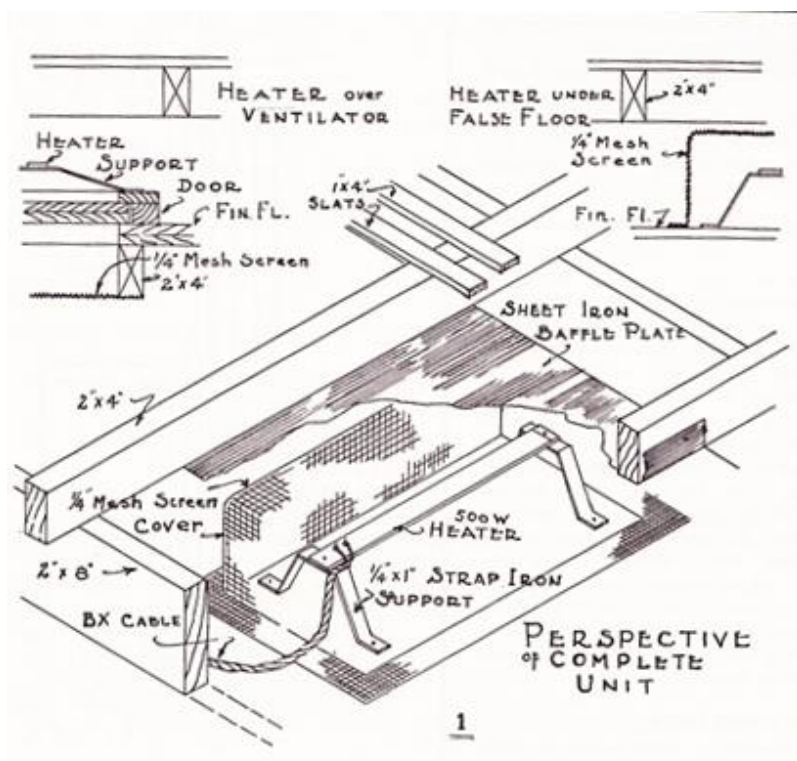 HEATER over
VENTILATOR
HEATER UNDER
FALSE FLOOR
2"x4"
HEATER
SUPPORT
DOOR
FIN. FL.
1/4" MESH SCREEN
2"x4"
1"x4"
SLATS
1/4" MESH
SCREEN
FIN. FL.
SHEET IRON
BAFFLE PLATE
2"x4"
1/4" MESH SCREEN
COVER
500W
HEATER
2"x8"
1/4"x1" STRAP IRON
SUPPORT
BX CABLE
PERSPECTIVE
of COMPLETE
UNIT
1